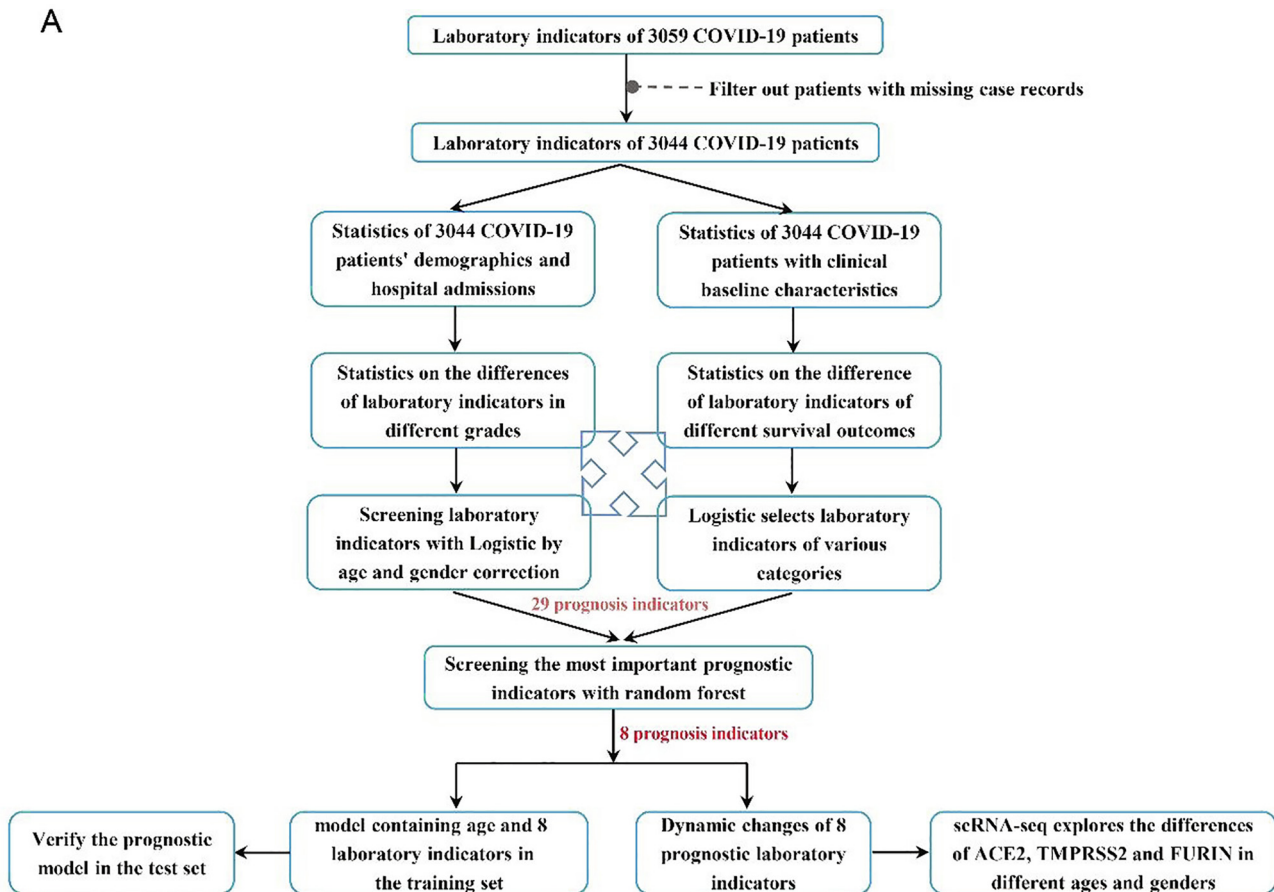 A
Laboratory indicators of 3059 COVID-19 patients
Filter out patients with missing case records
Laboratory indicators of 3044 COVID-19 patients
Statistics of 3044 COVID-19
patients' demographics and
hospital admissions
Statistics of 3044 COVID-19
patients with clinical
baseline characteristics
Statistics on the differences
of laboratory indicators in
different grades
Statistics on the difference
of laboratory indicators of
different survival outcomes
Screening laboratory
indicators with Logistic by
age and gender correction
Logistic selects laboratory
indicators of various
categories
29 prognosis indicators
Screening the most important prognostic
indicators with random forest
8 prognosis indicators
Verify the prognostic
model in the test set
model containing age and 8
laboratory indicators in
the training set
Dynamic changes of 8
prognostic laboratory
indicators
scRNA-seq explores the differences
of ACE2, TMPRSS2 and FURIN in
different ages and genders